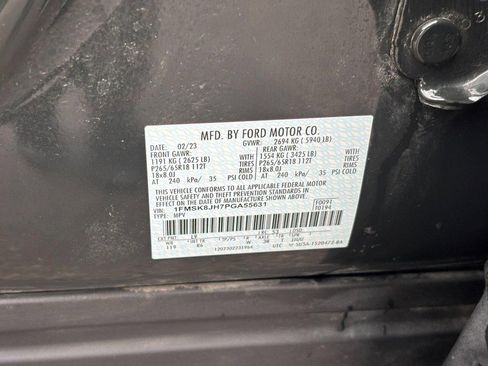 MFD. BY FORD MOTOR CO.
DATE: 02/23 GVWR: 2694 KG ( 5940 LB)
FRONT GAWR: REAR GAWR:
1191 KG ( 2625 LB) 1554 KG ( 3425 LB)
P265/65R18 112T TIRES P265/65R18 112T
18x8.0J RIMS 18x8.0J
AT 240 kPa/ 35 PSI COLD AT 240 kPa/ 35 PSI COLD
THIS VEHICLE CONFORMS TO ALL APPLICABLE FEDERAL MOTOR
VEHICLE SAFETY AND THEFT PREVENTION STANDARDS IN EFFECT ON
THE DATE OF MANUFACTURE SHOWN ABOVE.
VIN: 1FMSK8JH7PGA55631 F0091
TYPE: MPV T0194